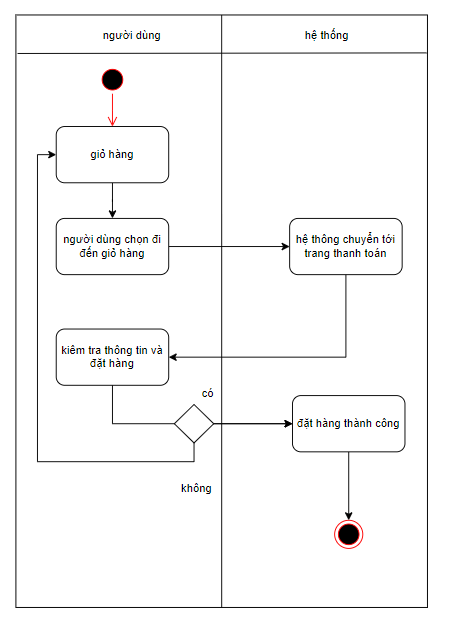 người dùng
hệ thống
giỏ hàng
người dùng chọn đi
đến giỏ hàng
hệ thông chuyển tới
trang thanh toán
kiêm tra thông tin và
đặt hàng
có
đặt hàng thành công
không